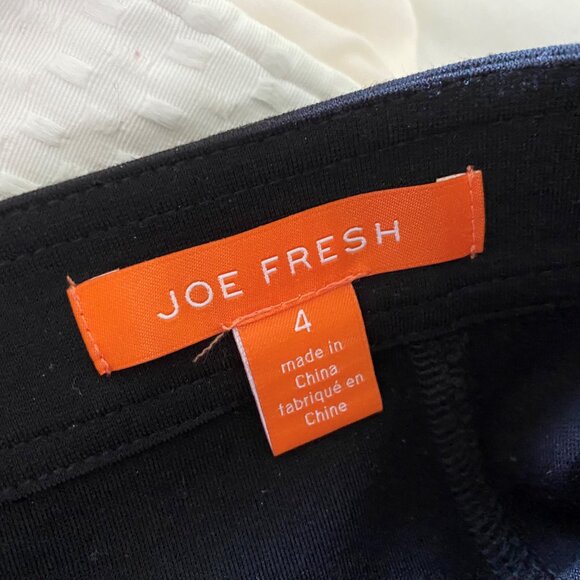 JOE FRESH
4
made in
China
fabriqué en
Chine